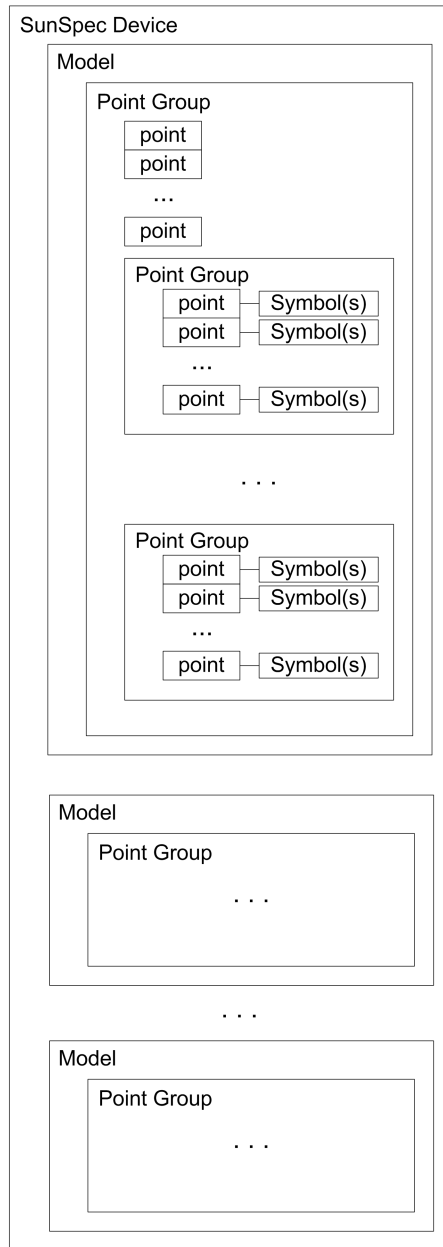 SunSpec Device
Model
Point Group
point
point
...
point
Point Group
point Symbol(s)
point Symbol(s)
...
point Symbol(s)
. . .
Point Group
point Symbol(s)
point Symbol(s)
...
point Symbol(s)
Model
Point Group
. . .
. . .
Model
Point Group
. . .